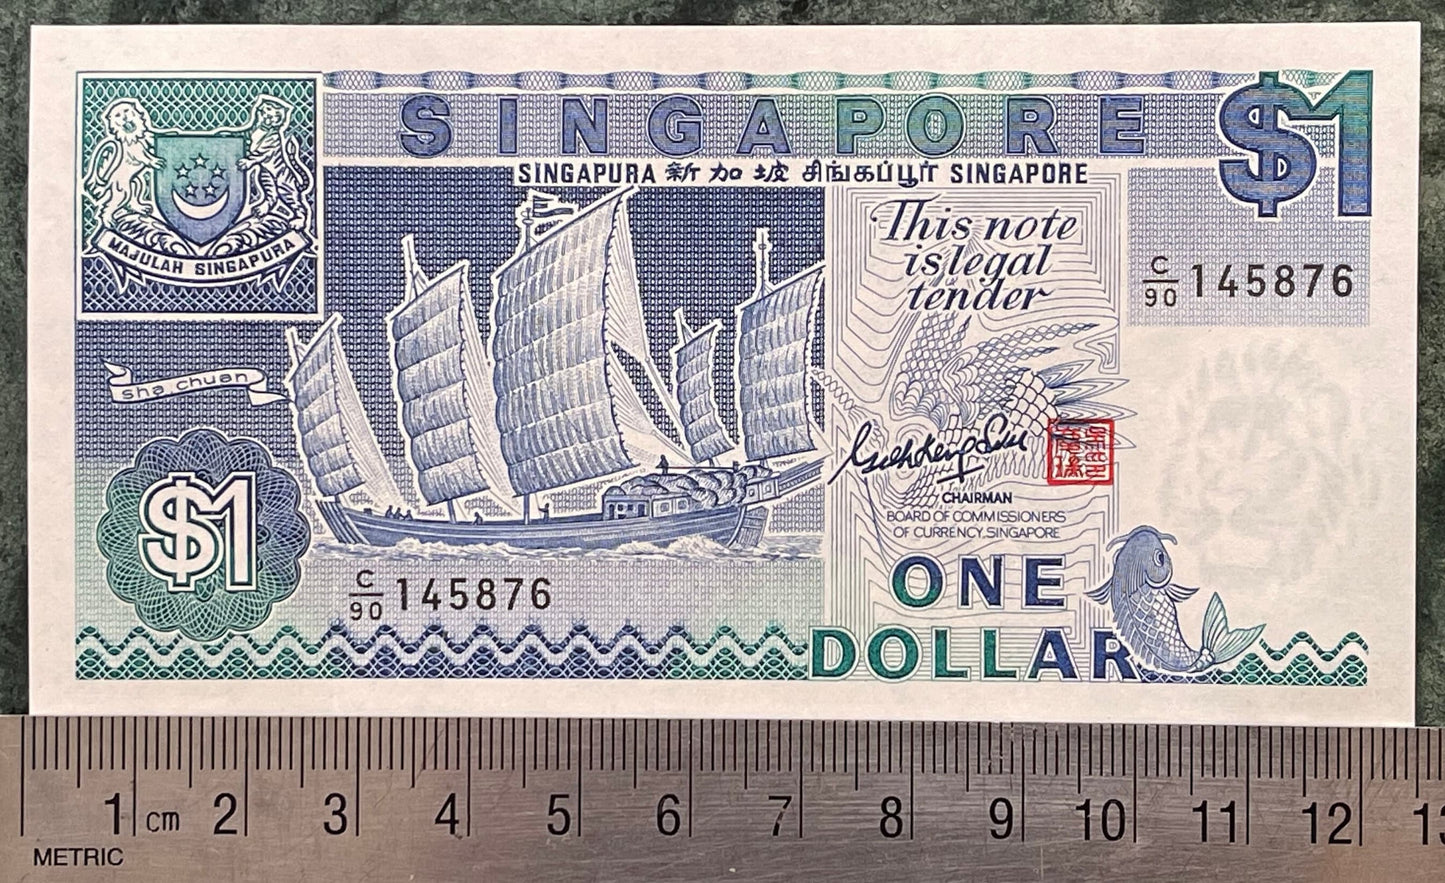 SINGAPORE
$1
SINGAPURA 新加坡 சிங்கப்பூர் SINGAPORE
MAJULAH SINGAPURA
This note
is legal
tender
C/90 145876
sha chuan
$1
CHAIRMAN
BOARD OF COMMISSIONERS
OF CURRENCY, SINGAPORE
C/90 145876
ONE
DOLLAR
1 cm 2 3 4 5 6 7 8 9 10 11 12 13
METRIC